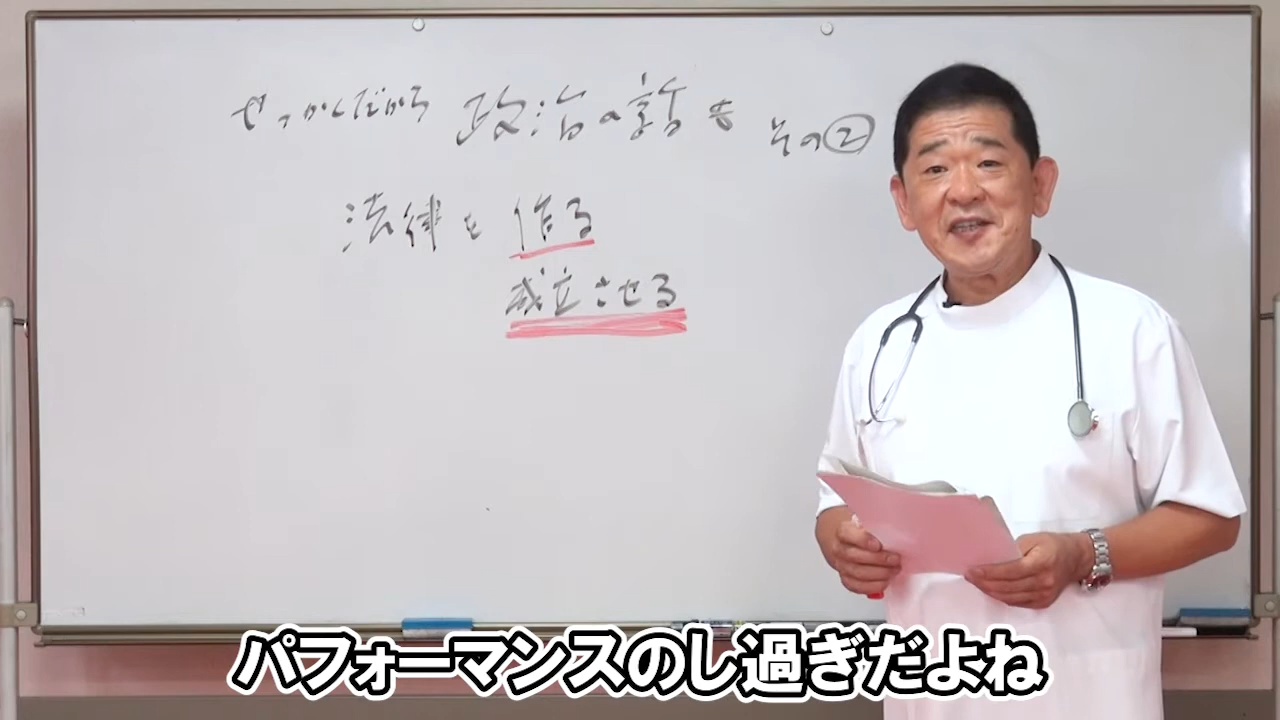 せっかくだから 政治の話を その②
法律を 作る
成立させる
パフォーマンスのし過ぎだよね